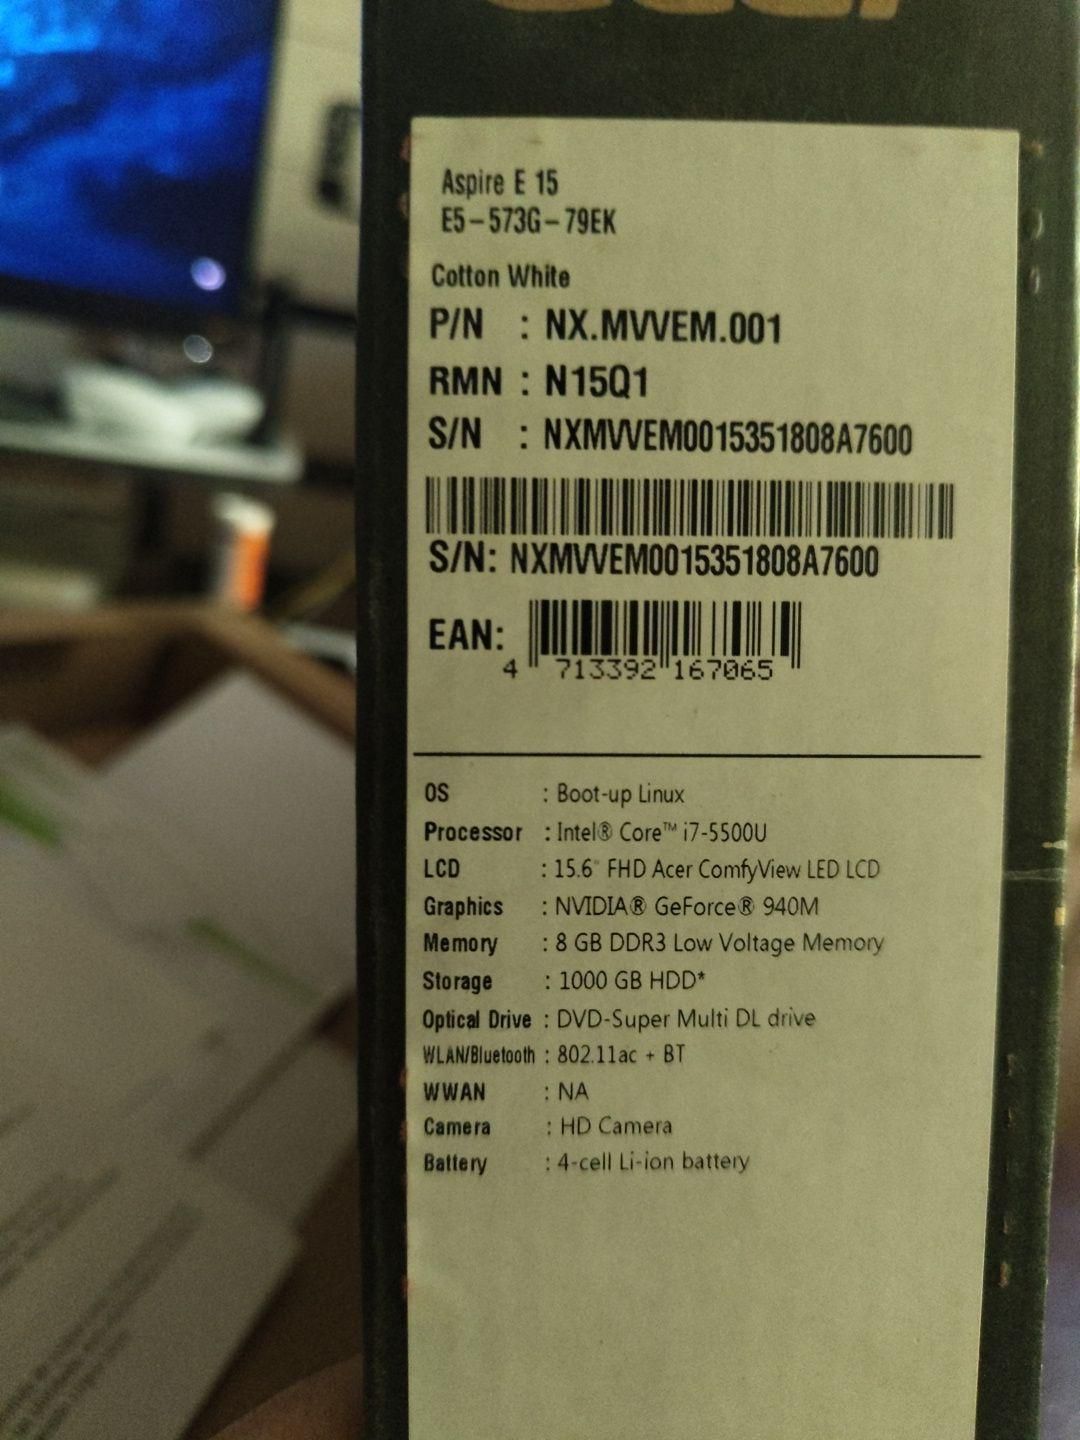 Aspire E 15
E5-573G-79EK
Cotton White
P/N : NX.MVVEM.001
RMN : N15Q1
S/N : NXMVVEM0015351808A7600
S/N: NXMVVEM0015351808A7600
EAN:
4 713392 167065
OS : Boot-up Linux
Processor : Intel® Core™ i7-5500U
LCD : 15.6" FHD Acer ComfyView LED LCD
Graphics : NVIDIA® GeForce® 940M
Memory : 8 GB DDR3 Low Voltage Memory
Storage : 1000 GB HDD*
Optical Drive : DVD-Super Multi DL drive
WLAN/Bluetooth : 802.11ac + BT
WWAN : NA
Camera : HD Camera
Battery : 4-cell Li-ion battery